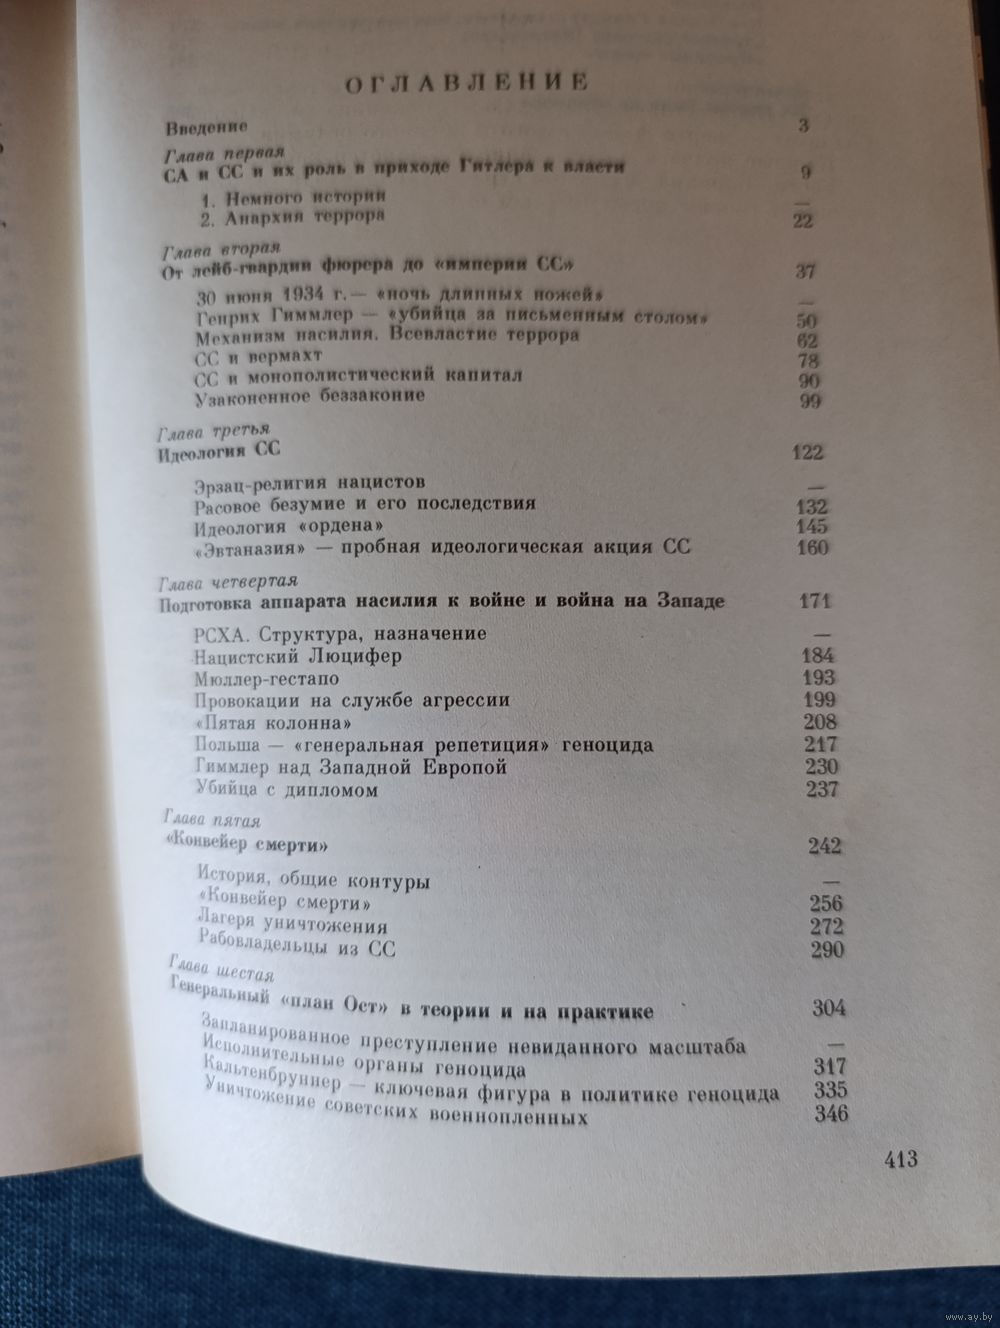 ОГЛАВЛЕНИЕ
Введение 3
Глава первая
СА и СС и их роль в приходе Гитлера к власти 9
1. Немного истории —
2. Анархия террора 22
Глава вторая
От лейб-гвардии фюрера до «империи СС» 37
30 июня 1934 г.— «ночь длинных ножей» —
Генрих Гиммлер — «убийца за письменным столом» 50
Механизм насилия. Всевластие террора 62
СС и вермахт 78
СС и монополистический капитал 90
Узаконенное беззаконие 99
Глава третья
Идеология СС 122
Эрзац-религия нацистов —
Расовое безумие и его последствия 132
Идеология «ордена» 145
«Эвтаназия» — пробная идеологическая акция СС 160
Глава четвертая
Подготовка аппарата насилия к войне и война на Западе 171
РСХА. Структура, назначение —
Нацистский Люцифер 184
Мюллер-гестапо 193
Провокации на службе агрессии 199
«Пятая колонна» 208
Польша — «генеральная репетиция» геноцида 217
Гиммлер над Западной Европой 230
Убийца с дипломом 237
Глава пятая
«Конвейер смерти» 242
История, общие контуры —
«Конвейер смерти» 256
Лагеря уничтожения 272
Рабовладельцы из СС 290
Глава шестая
Генеральный «план Ост» в теории и на практике 304
Запланированное преступление невиданного масштаба —
Исполнительные органы геноцида 317
Кальтенбруннер — ключевая фигура в политике геноцида 335
Уничтожение советских военнопленных 346
413
www.ay.by